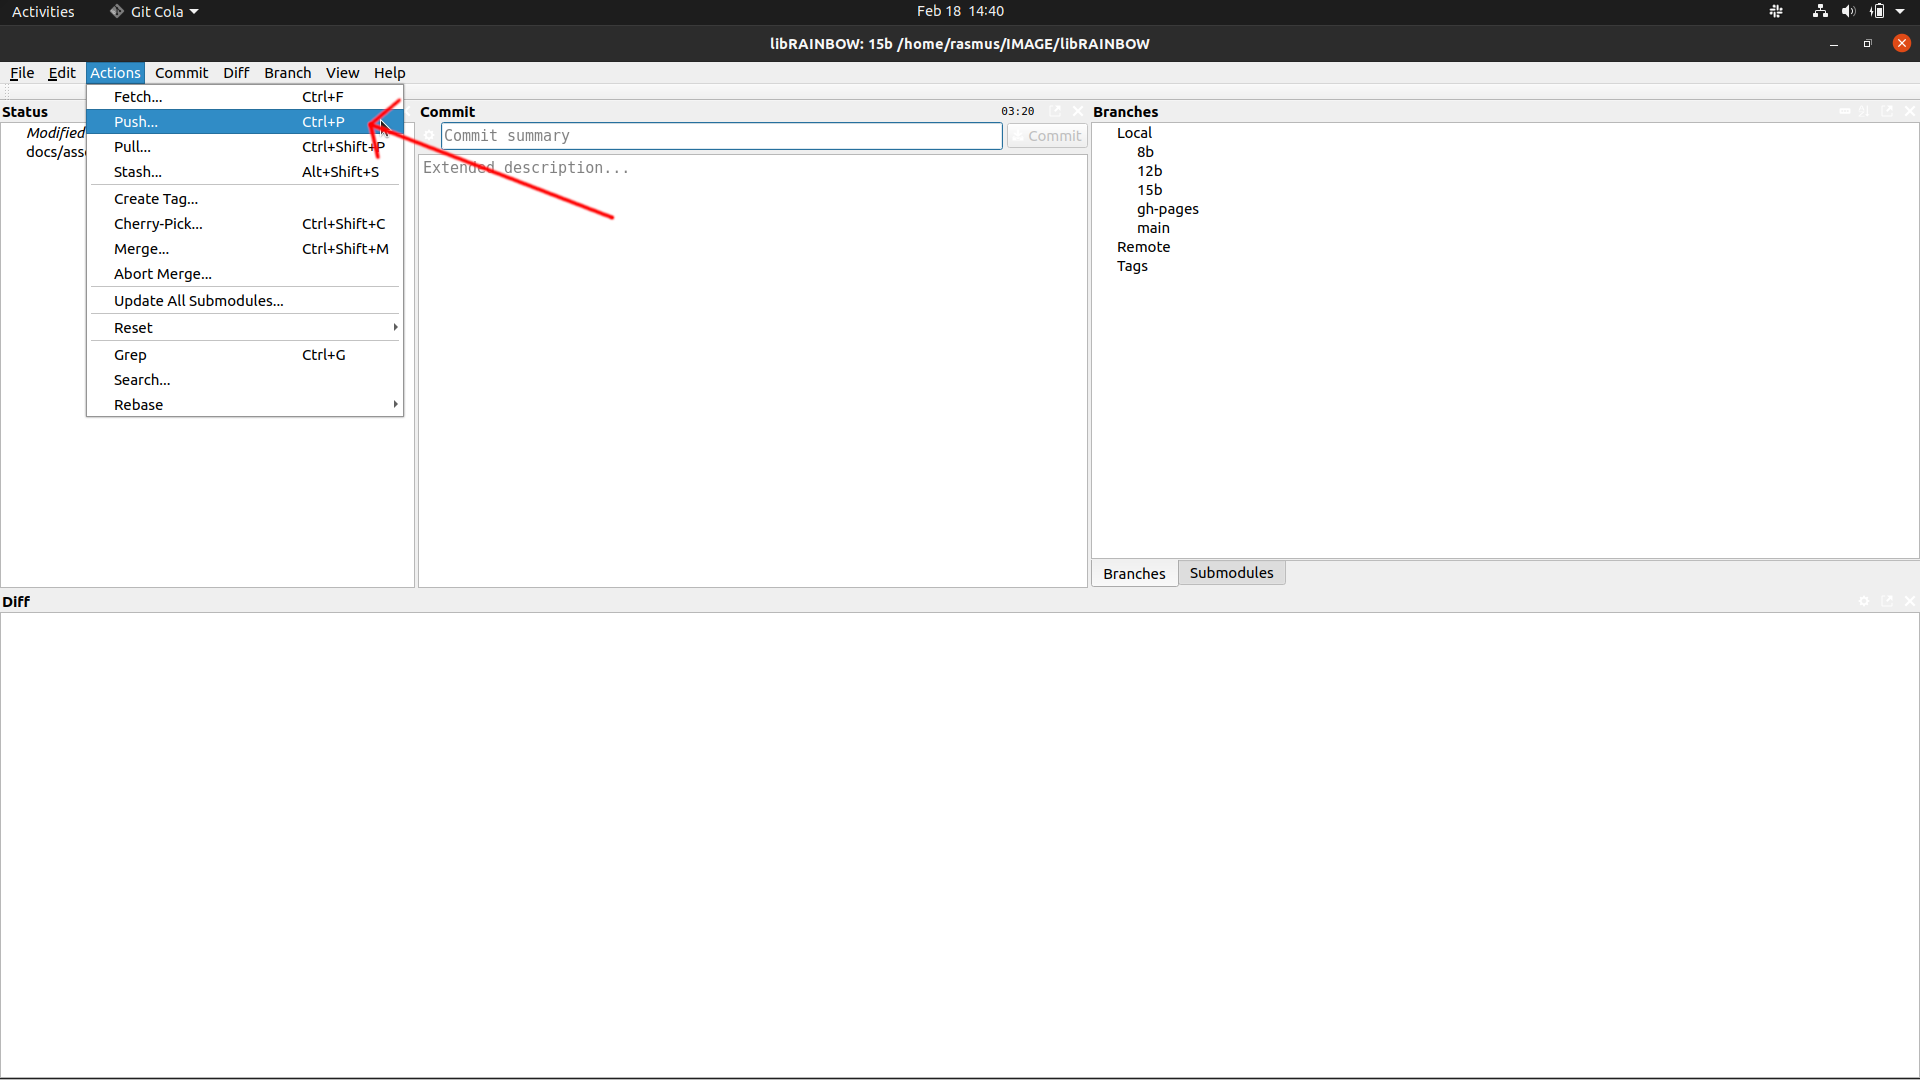 Activities Git Cola Feb 18 14:40
libRAINBOW: 15b /home/rasmus/IMAGE/libRAINBOW
File Edit Actions Commit Diff Branch View Help
Status
Modified
docs/ass
Fetch... Ctrl+F
Push... Ctrl+P
Pull... Ctrl+Shift+P
Stash... Alt+Shift+S
Create Tag...
Cherry-Pick... Ctrl+Shift+C
Merge... Ctrl+Shift+M
Abort Merge...
Update All Submodules...
Reset
Grep Ctrl+G
Search...
Rebase
Commit 03:20
Commit summary Commit
Extended description...
Branches
Local
8b
12b
15b
gh-pages
main
Remote
Tags
Branches Submodules
Diff